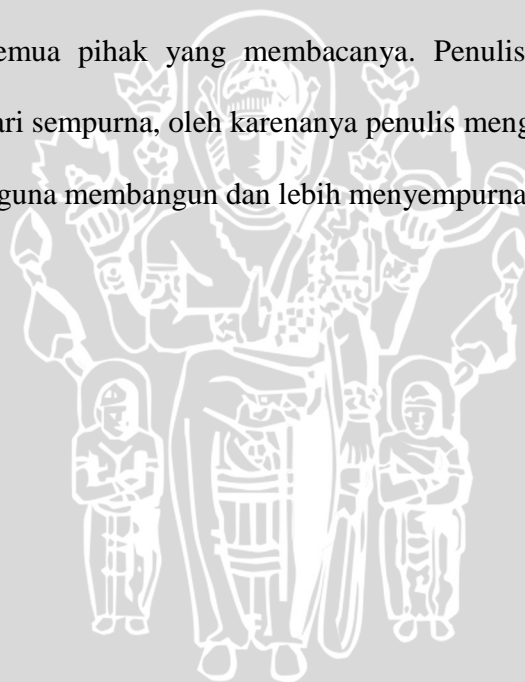 emua pihak yang membacanya. Penulis
ari sempurna, oleh karenanya penulis meng
guna membangun dan lebih menyempurna